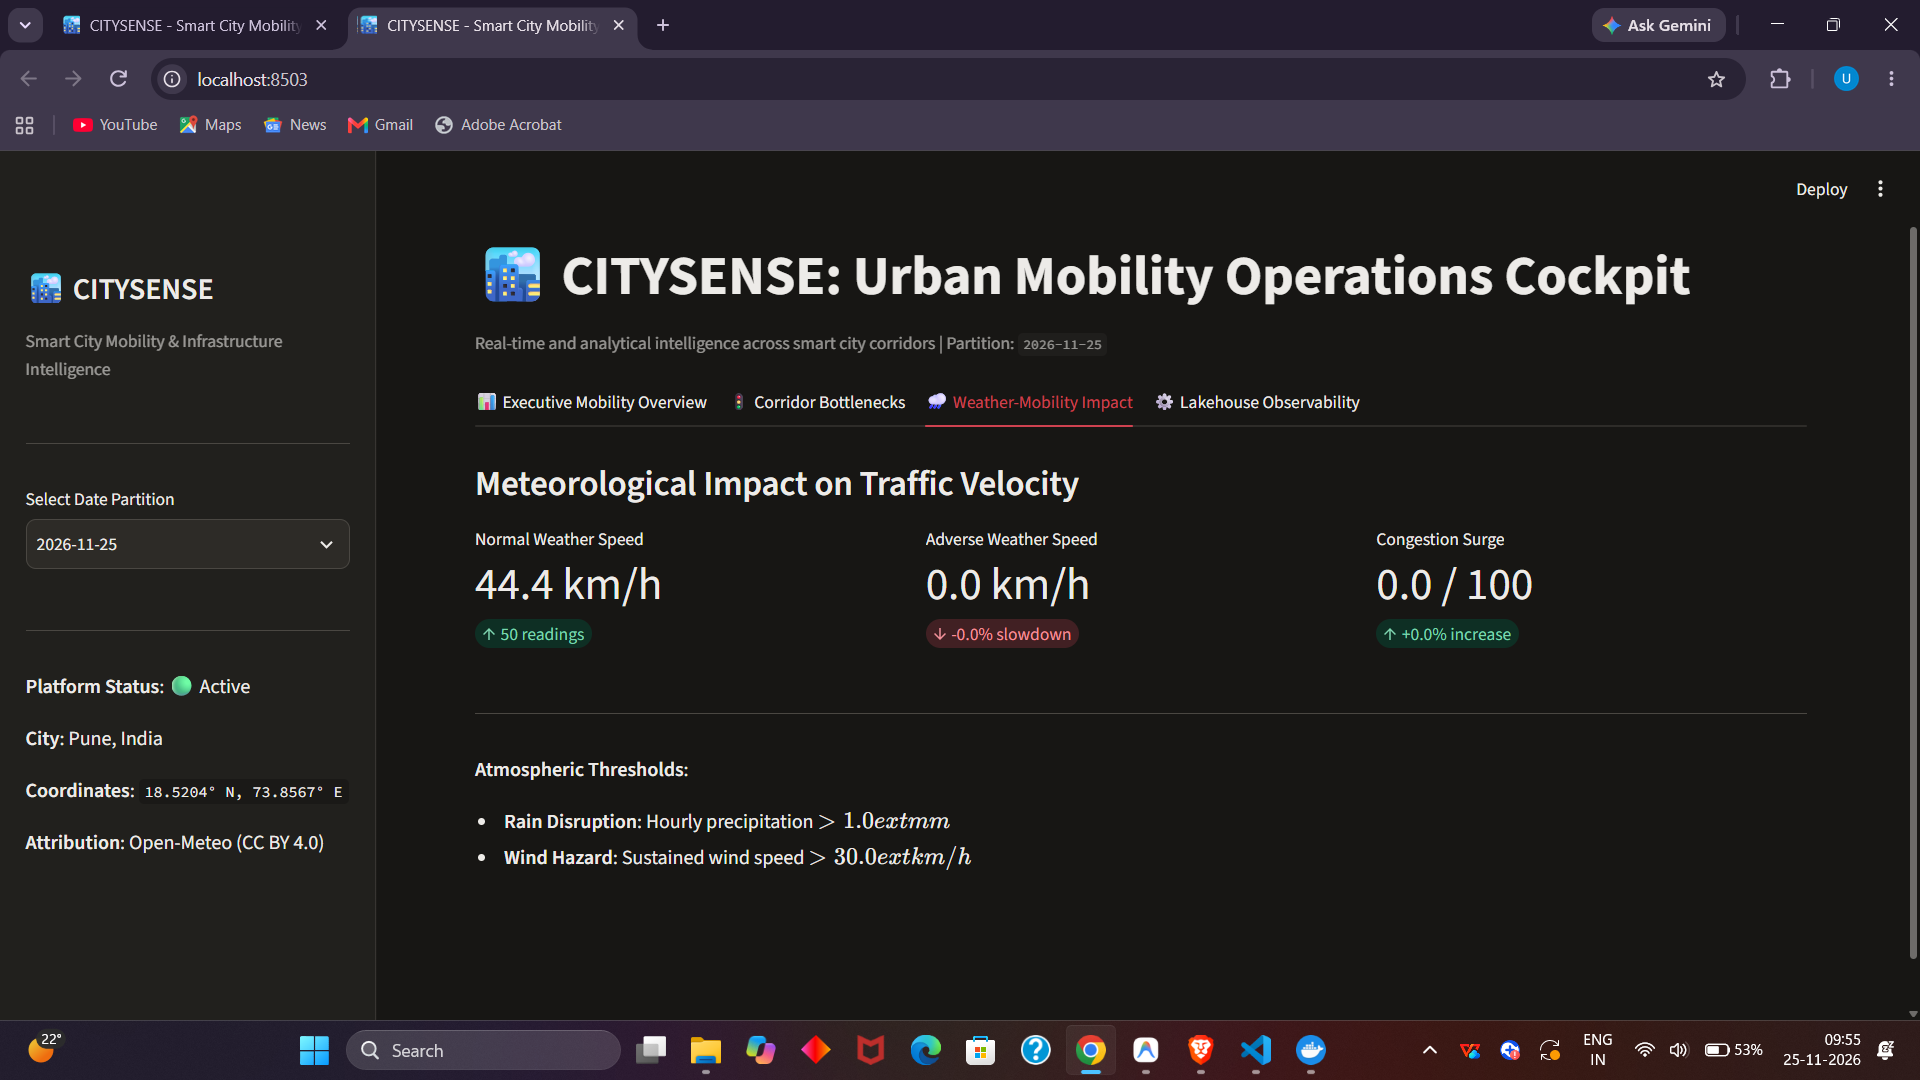 CITYSENSE - Smart City Mobility
CITYSENSE - Smart City Mobility
Ask Gemini
localhost:8503
U
YouTube
Maps
News
Gmail
Adobe Acrobat
Deploy
CITYSENSE
Smart City Mobility & Infrastructure
Intelligence
Select Date Partition
2026-11-25
Platform Status: Active
City: Pune, India
Coordinates: 18.5204° N, 73.8567° E
Attribution: Open-Meteo (CC BY 4.0)
CITYSENSE: Urban Mobility Operations Cockpit
Real-time and analytical intelligence across smart city corridors | Partition: 2026-11-25
Executive Mobility Overview
Corridor Bottlenecks
Weather-Mobility Impact
Lakehouse Observability
Meteorological Impact on Traffic Velocity
Normal Weather Speed
44.4 km/h
↑ 50 readings
Adverse Weather Speed
0.0 km/h
↓ -0.0% slowdown
Congestion Surge
0.0 / 100
↑ +0.0% increase
Atmospheric Thresholds:
• Rain Disruption: Hourly precipitation > 1.0extmm
• Wind Hazard: Sustained wind speed > 30.0extkm/h
22°
Search
ENG
IN
53%
09:55
25-11-2026